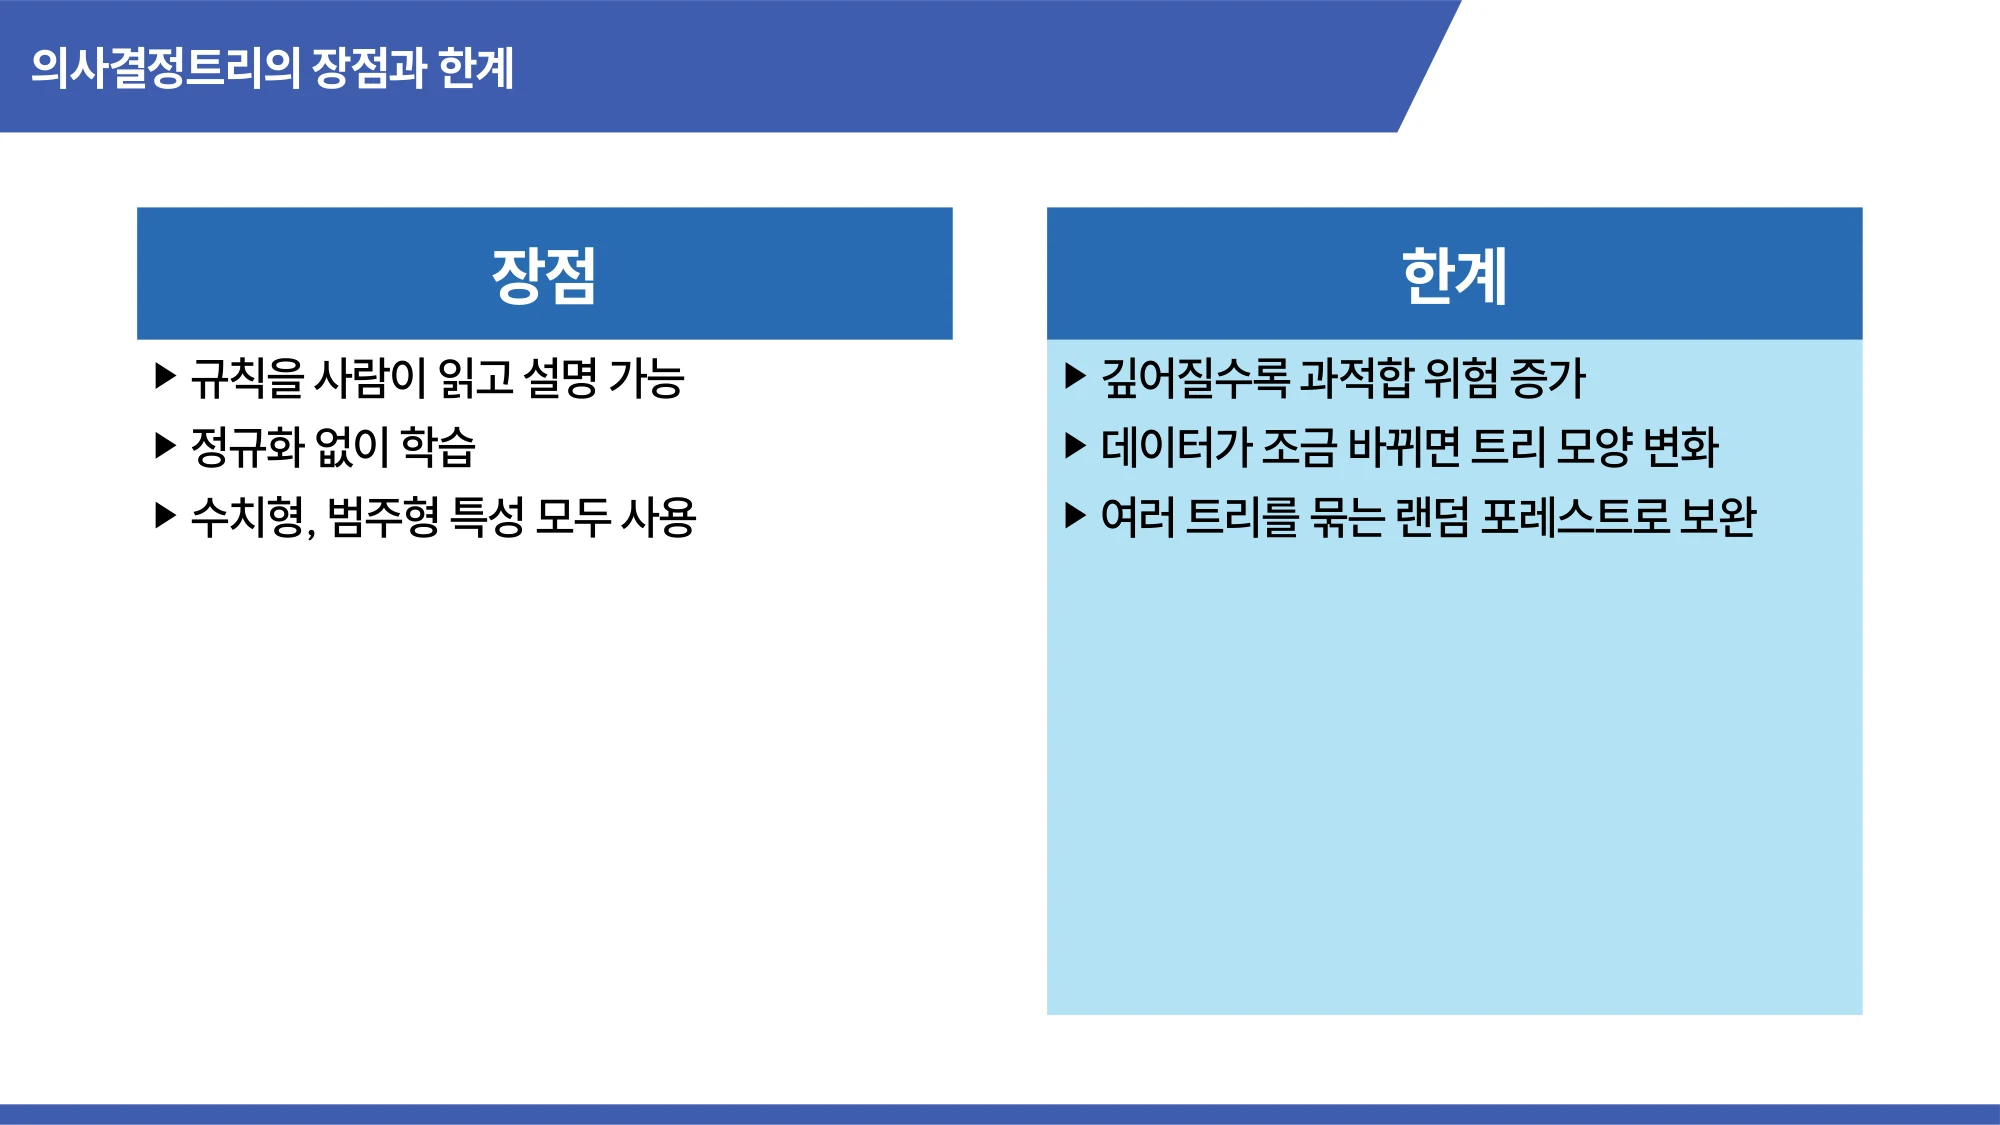 의사결정트리의 장점과 한계
장점
▶ 규칙을 사람이 읽고 설명 가능
▶ 정규화 없이 학습
▶ 수치형, 범주형 특성 모두 사용
한계
▶ 깊어질수록 과적합 위험 증가
▶ 데이터가 조금 바뀌면 트리 모양 변화
▶ 여러 트리를 묶는 랜덤 포레스트로 보완